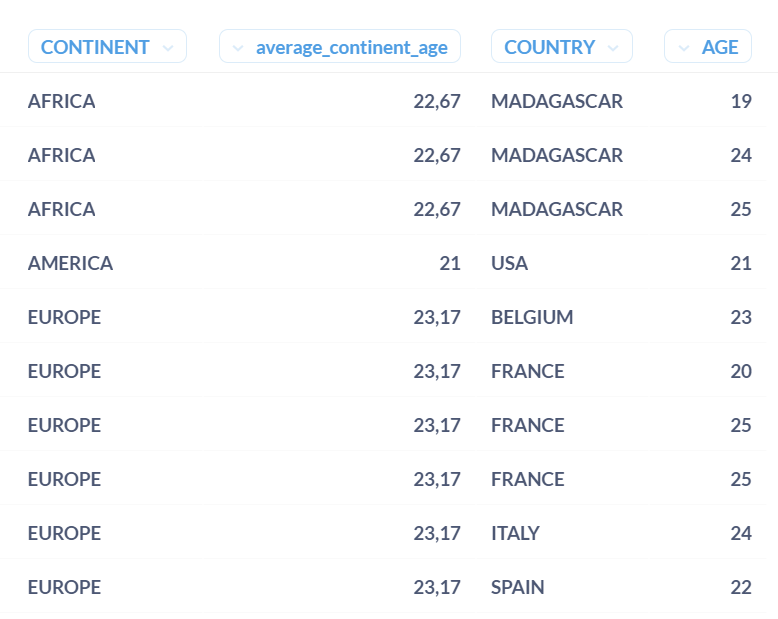 CONTINENT average_continent_age COUNTRY AGE
AFRICA 22,67 MADAGASCAR 19
AFRICA 22,67 MADAGASCAR 24
AFRICA 22,67 MADAGASCAR 25
AMERICA 21 USA 21
EUROPE 23,17 BELGIUM 23
EUROPE 23,17 FRANCE 20
EUROPE 23,17 FRANCE 25
EUROPE 23,17 FRANCE 25
EUROPE 23,17 ITALY 24
EUROPE 23,17 SPAIN 22